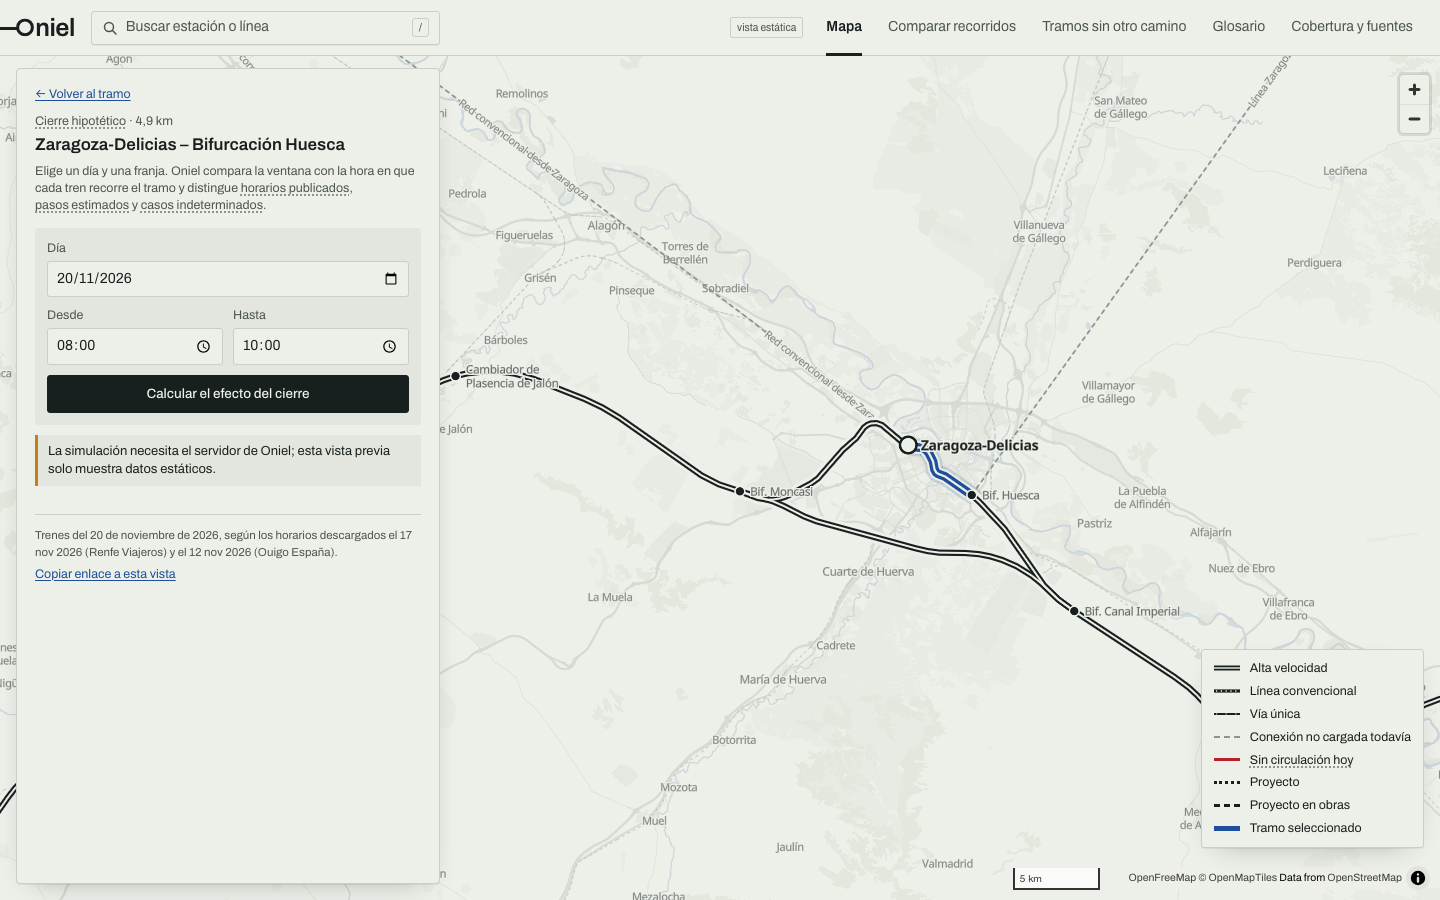 Oniel
Buscar estación o línea
/
vista estática
Mapa
Comparar recorridos
Tramos sin otro camino
Glosario
Cobertura y fuentes
← Volver al tramo
Cierre hipotético · 4,9 km
Zaragoza-Delicias – Bifurcación Huesca
Elige un día y una franja. Oniel compara la ventana con la hora en que
cada tren recorre el tramo y distingue horarios publicados,
pasos estimados y casos indeterminados.
Día
20/11/2026
Desde
Hasta
08:00
10:00
Calcular el efecto del cierre
La simulación necesita el servidor de Oniel; esta vista previa
solo muestra datos estáticos.
Trenes del 20 de noviembre de 2026, según los horarios descargados el 17
nov 2026 (Renfe Viajeros) y el 12 nov 2026 (Ouigo España).
Copiar enlace a esta vista
Agón
Remolinos
Red convencional desde Zaragoza
Pedrola
Alagón
Figueruelas
Torres de
Berrellén
Grisén
Pinseque
Sobradiel
Bárboles
Red convencional desde Zar
Cambiador de
Plasencia de Jalón
e Jalón
San Mateo
de Gállego
Línea Zaragoz
Leciñena
Villanueva
de Gállego
Perdiguera
Villamayor
de Gállego
Zaragoza-Delicias
Bif. Moncasi
Bif. Huesca
La Puebla
de Alfindén
Pastriz
Alfajarín
Cuarte de Huerva
Nuez de Ebro
La Muela
Bif. Canal Imperial
Villafranca
de Ebro
Cadrete
María de Huerva
Botorrita
Mozota
Muel
Jaulín
Valmadrid
Mezalocha
Alta velocidad
Línea convencional
Vía única
Conexión no cargada todavía
Sin circulación hoy
Proyecto
Proyecto en obras
Tramo seleccionado
5 km
OpenFreeMap © OpenMapTiles Data from OpenStreetMap